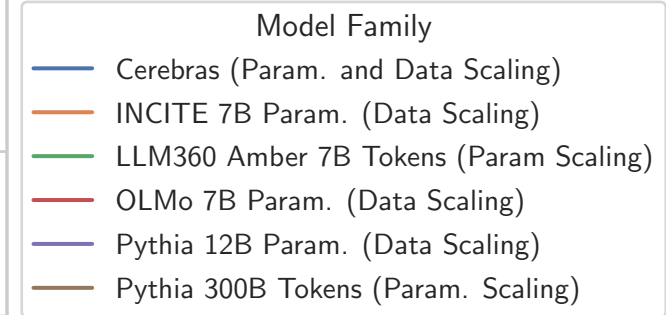 Model Family
Cerebras (Param. and Data Scaling)
INCITE 7B Param. (Data Scaling)
LLM360 Amber 7B Tokens (Param Scaling)
OLMo 7B Param. (Data Scaling)
Pythia 12B Param. (Data Scaling)
Pythia 300B Tokens (Param. Scaling)